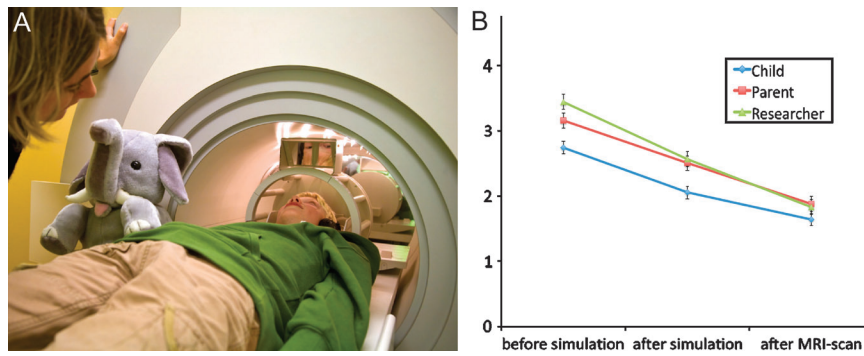 A
B
4
3
2
1
0
Child
Parent
Researcher
before simulation
after simulation
after MRI-scan